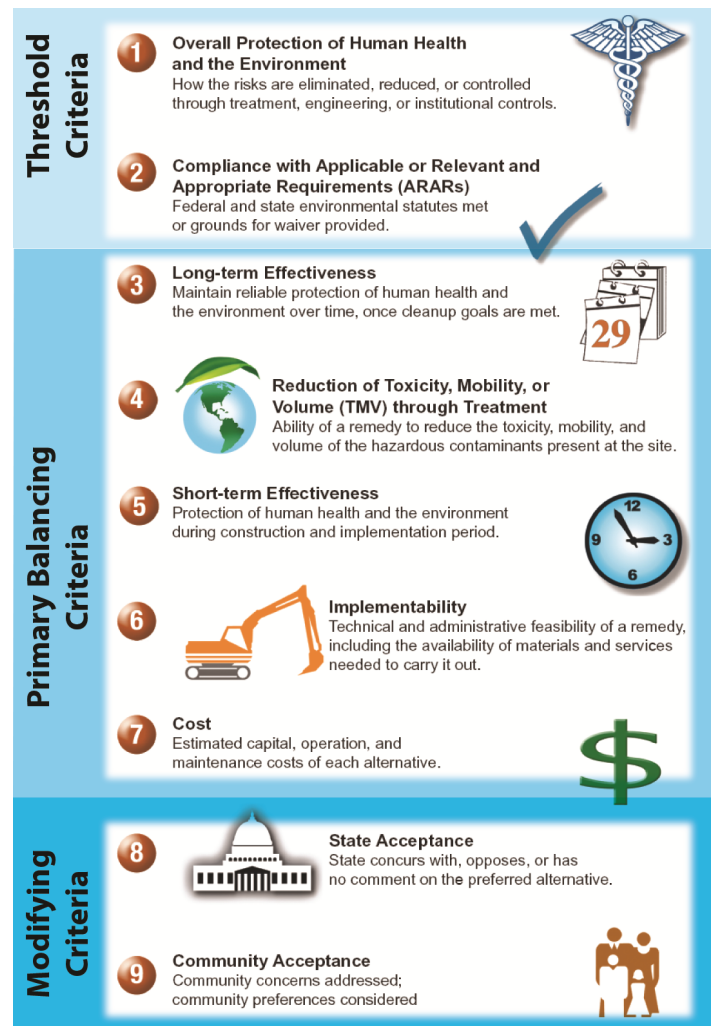 Threshold
Criteria
1
Overall Protection of Human Health
and the Environment
How the risks are eliminated, reduced, or controlled
through treatment, engineering, or institutional controls.
2
Compliance with Applicable or Relevant and
Appropriate Requirements (ARARs)
Federal and state environmental statutes met
or grounds for waiver provided.
Primary Balancing
Criteria
3
Long-term Effectiveness
Maintain reliable protection of human health and
the environment over time, once cleanup goals are met.
29
4
Reduction of Toxicity, Mobility, or
Volume (TMV) through Treatment
Ability of a remedy to reduce the toxicity, mobility, and
volume of the hazardous contaminants present at the site.
5
Short-term Effectiveness
Protection of human health and the environment
during construction and implementation period.
12
9 3
6
6
Implementability
Technical and administrative feasibility of a remedy,
including the availability of materials and services
needed to carry it out.
7
Cost
Estimated capital, operation, and
maintenance costs of each alternative.
$
Modifying
Criteria
8
State Acceptance
State concurs with, opposes, or has
no comment on the preferred alternative.
9
Community Acceptance
Community concerns addressed;
community preferences considered